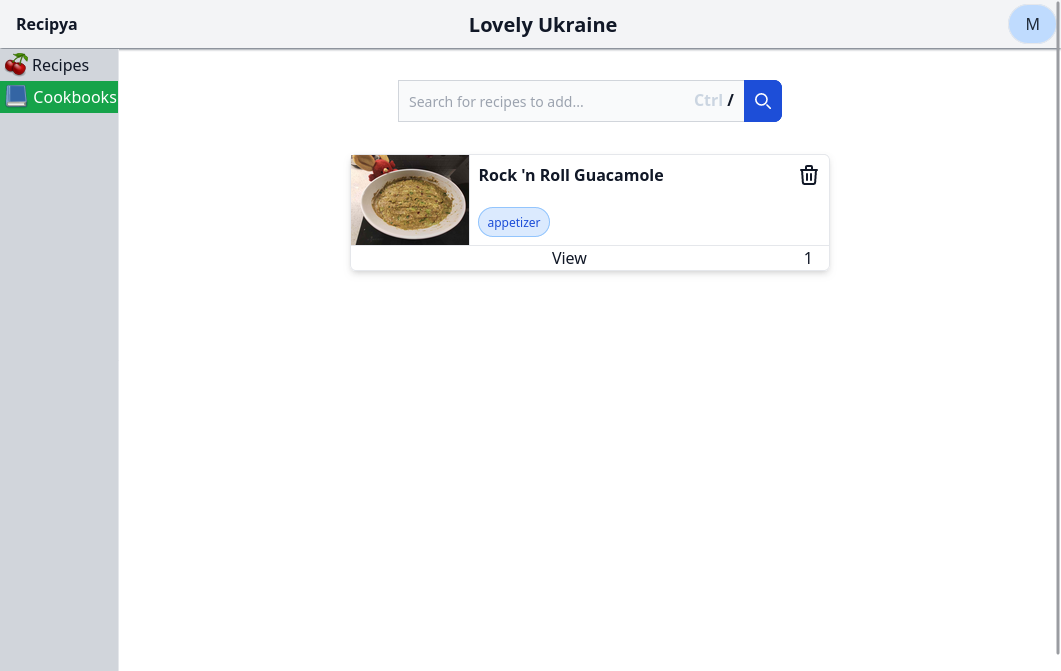 Recipya
Lovely Ukraine
M
Recipes
Cookbooks
Search for recipes to add...
Ctrl /
Rock 'n Roll Guacamole
appetizer
View
1